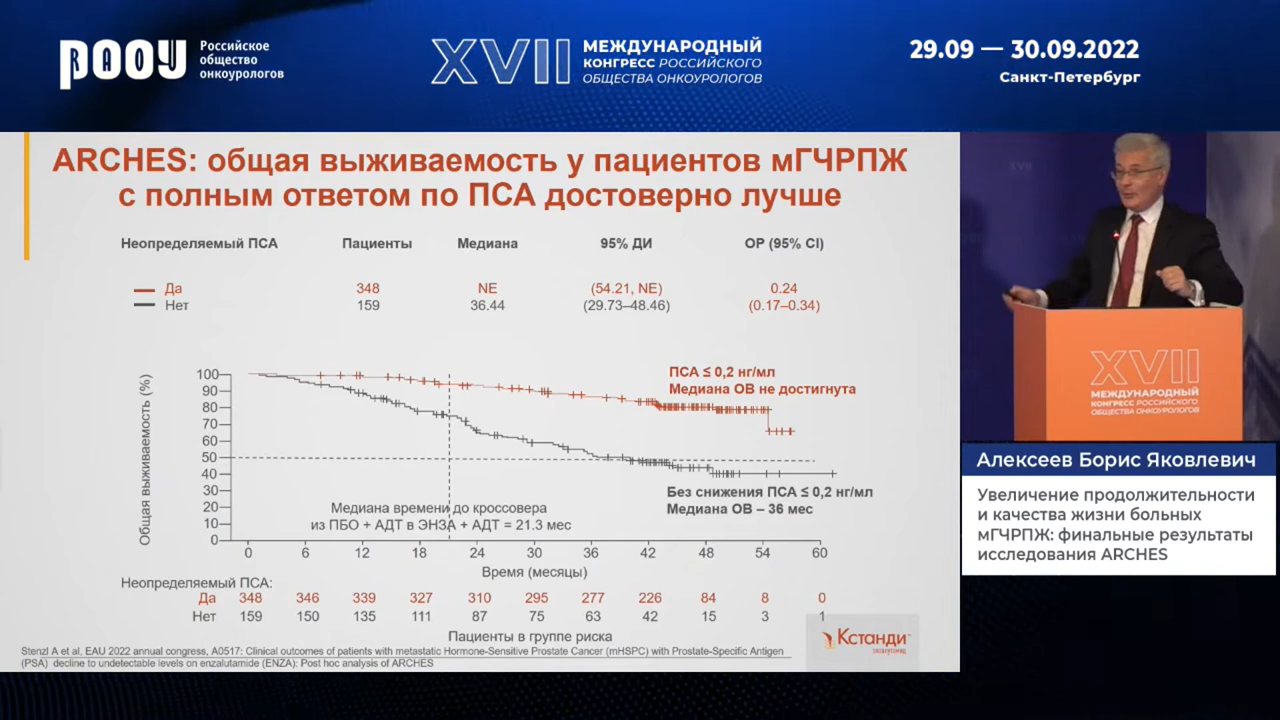 РАОУ
Российское
общество
онкоурологов
XVII
МЕЖДУНАРОДНЫЙ
КОНГРЕСС РОССИЙСКОГО
ОБЩЕСТВА ОНКОУРОЛОГОВ
29.09 — 30.09.2022
Санкт-Петербург
ARCHES: общая выживаемость у пациентов мГЧРПЖ
с полным ответом по ПСА достоверно лучше
Неопределяемый ПСА Пациенты Медиана 95% ДИ ОР (95% CI)
Да 348 NE (54.21, NE) 0.24
Нет 159 36.44 (29.73–48.46) (0.17–0.34)
Общая выживаемость (%)
100
90
80
70
60
50
40
30
20
10
0
ПСА ≤ 0,2 нг/мл
Медиана ОВ не достигнута
Без снижения ПСА ≤ 0,2 нг/мл
Медиана ОВ – 36 мес
Медиана времени до кроссовера
из ПБО + АДТ в ЭНЗА + АДТ = 21.3 мес
0 6 12 18 24 30 36 42 48 54 60
Время (месяцы)
Неопределяемый ПСА:
Да 348 346 339 327 310 295 277 226 84 8 0
Нет 159 150 135 111 87 75 63 42 15 3 1
Пациенты в группе риска
Кстанди
энзалутамид
Stenzl A et al, EAU 2022 annual congress, A0517: Clinical outcomes of patients with metastatic Hormone-Sensitive Prostate Cancer (mHSPC) with Prostate-Specific Antigen
(PSA) decline to undetectable levels on enzalutamide (ENZA): Post hoc analysis of ARCHES
XVII
МЕЖДУНАРОДНЫЙ
КОНГРЕСС РОССИЙСКОГО
ОБЩЕСТВА ОНКОУРОЛОГОВ
Алексеев Борис Яковлевич
Увеличение продолжительности
и качества жизни больных
мГЧРПЖ: финальные результаты
исследования ARCHES